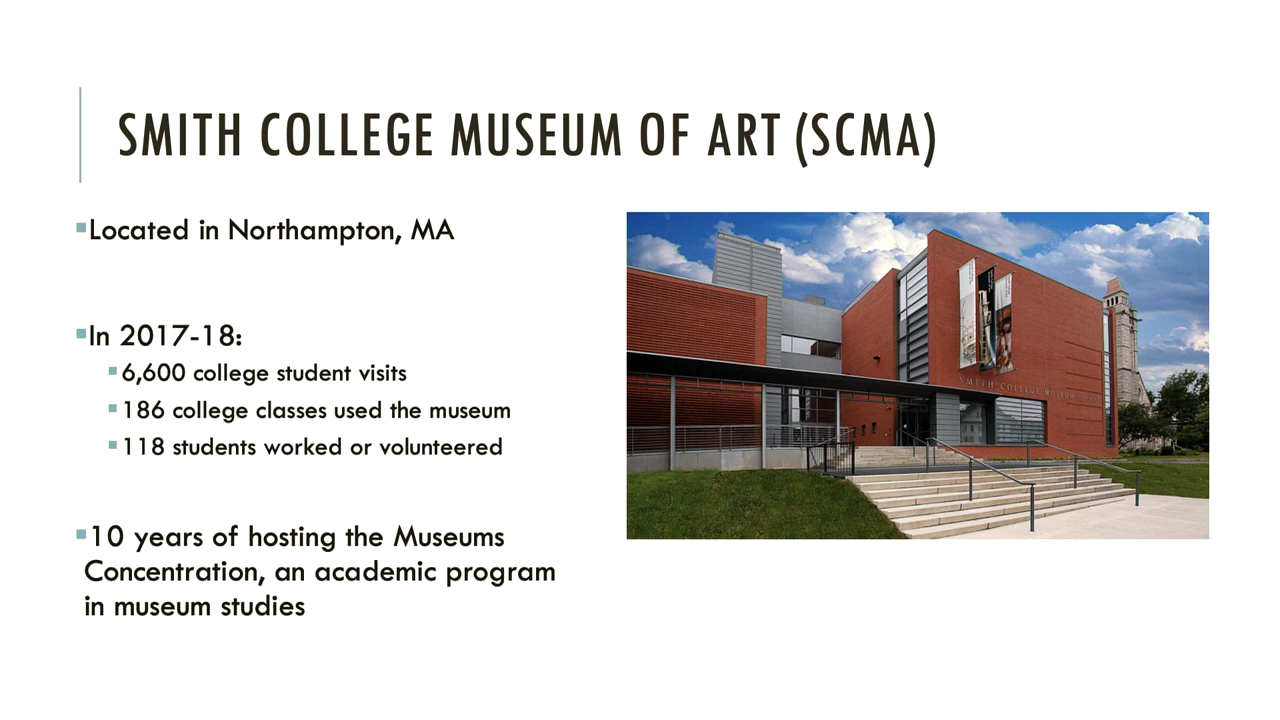 SMITH COLLEGE MUSEUM OF ART (SCMA)
Located in Northampton, MA
In 2017-18:
6,600 college student visits
186 college classes used the museum
118 students worked or volunteered
10 years of hosting the Museums
Concentration, an academic program
in museum studies
SMITH COLLEGE MUSEUM OF